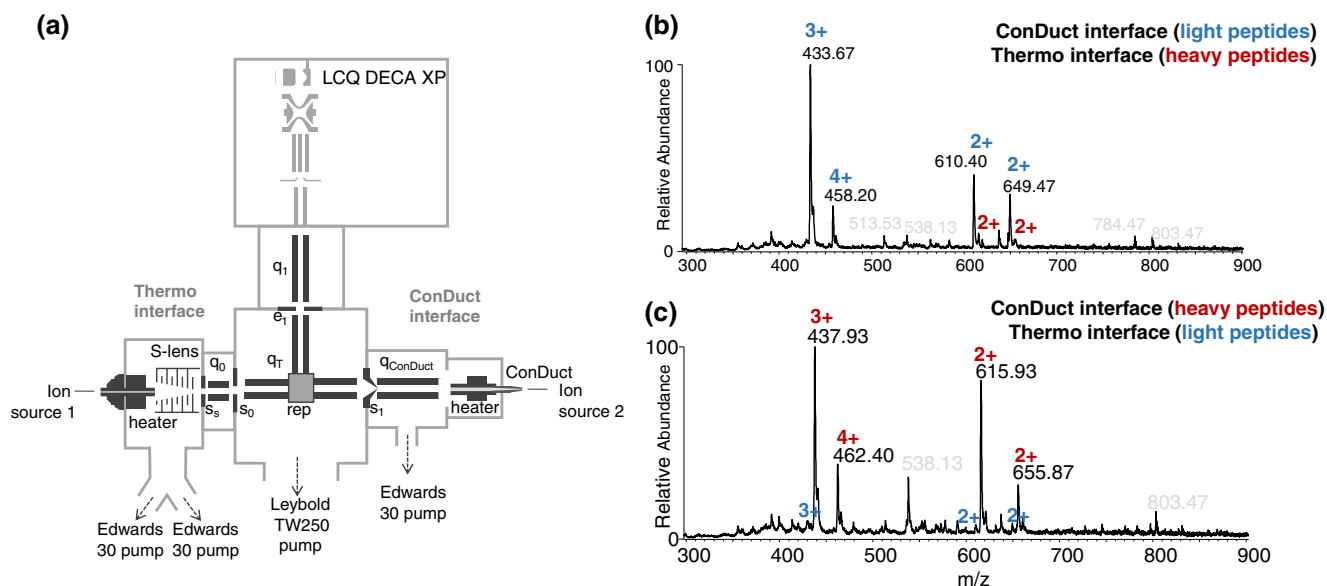 (a)
LCQ DECA XP
q1
Thermo
interface
ConDuct
interface
e1
S-lens
q0
qT
qConDuct
ConDuct
Ion
source 1
heater
ss
s0
rep
s1
heater
Ion
source 2
Edwards
30 pump
Edwards
30 pump
Leybold
TW250
pump
Edwards
30 pump
(b)
ConDuct interface (light peptides)
Thermo interface (heavy peptides)
3+
433.67
100
Relative Abundance
0
4+
458.20
513.53
538.13
2+
610.40
2+
649.47
2+
2+
784.47
803.47
300 400 500 600 700 800 900
(c)
ConDuct interface (heavy peptides)
Thermo interface (light peptides)
3+
437.93
100
Relative Abundance
0
4+
462.40
3+
538.13
2+
615.93
2+
655.87
2+
2+
803.47
300 400 500 600 700 800 900
m/z